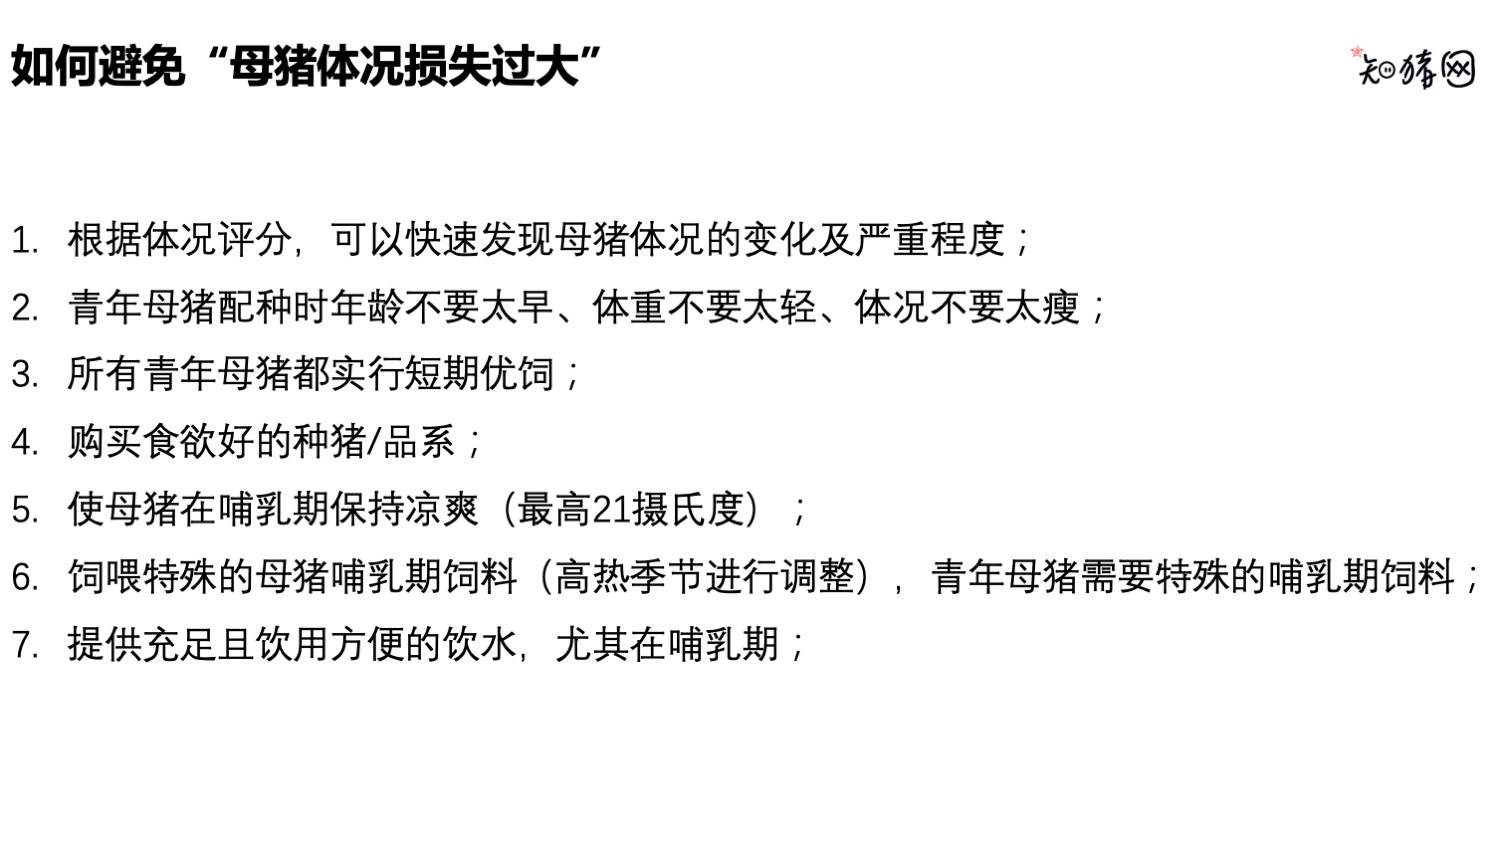 如何避免“母猪体况损失过大”
知猪网
1. 根据体况评分，可以快速发现母猪体况的变化及严重程度；
2. 青年母猪配种时年龄不要太早、体重不要太轻、体况不要太瘦；
3. 所有青年母猪都实行短期优饲；
4. 购买食欲好的种猪/品系；
5. 使母猪在哺乳期保持凉爽（最高21摄氏度）；
6. 饲喂特殊的母猪哺乳期饲料（高热季节进行调整），青年母猪需要特殊的哺乳期饲料；
7. 提供充足且饮用方便的饮水，尤其在哺乳期；